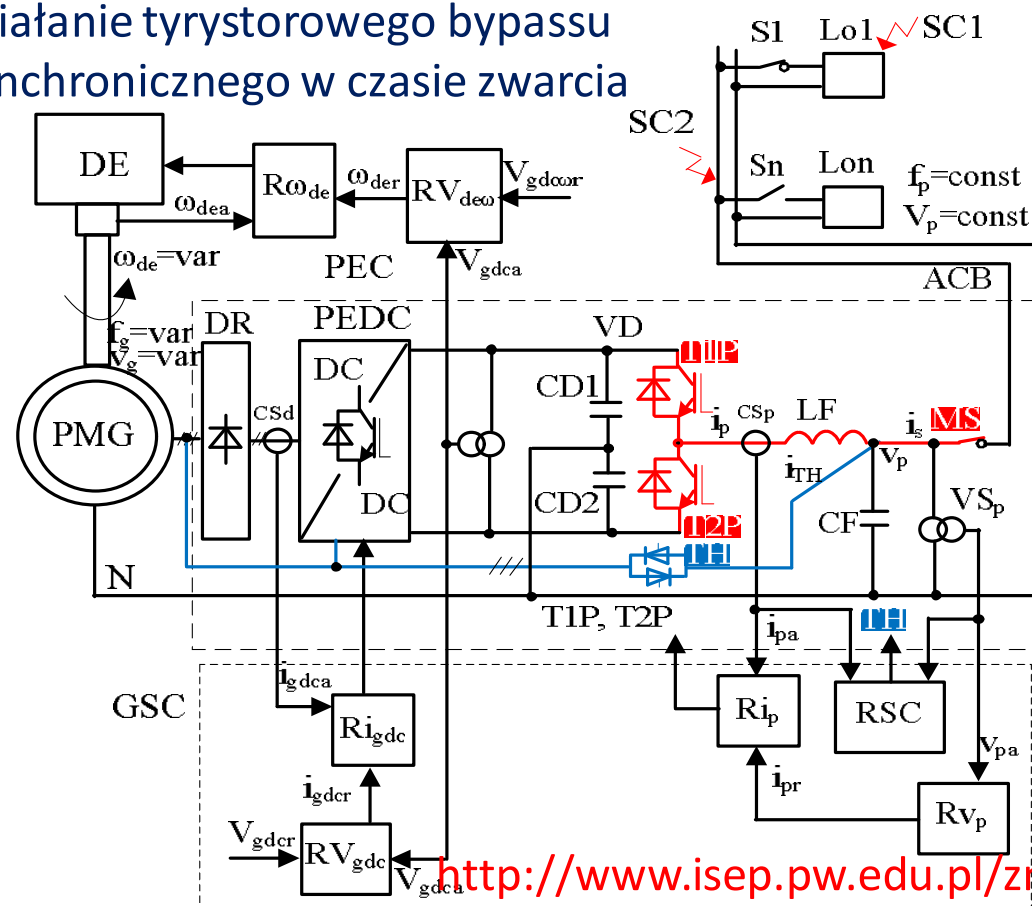 iałanie tyrystorowego bypassu
nchronicznego w czasie zwarcia
S1 Lo1 SC1
SC2
Sn Lon
f_p=const
V_p=const
ACB
DE
Rω_de
ω_der
RV_deω
V_gdωr
ω_dea
ω_de=var
PEC
V_gdca
f_g=var
v_g=var
DR
PEDC
VD
T1P
CSd
DC
CD1
i_p
CSp
LF
i_s
MS
PMG
v_p
i_TH
DC
CD2
T2P
CF
VS_p
TH
N
T1P, T2P
i_pa
TH
i_gdca
GSC
Ri_gdc
Ri_p
RSC
v_pa
i_gdcr
i_pr
Rv_p
V_gdcr
RV_gdc
V_gdca
http://www.isep.pw.edu.pl/z